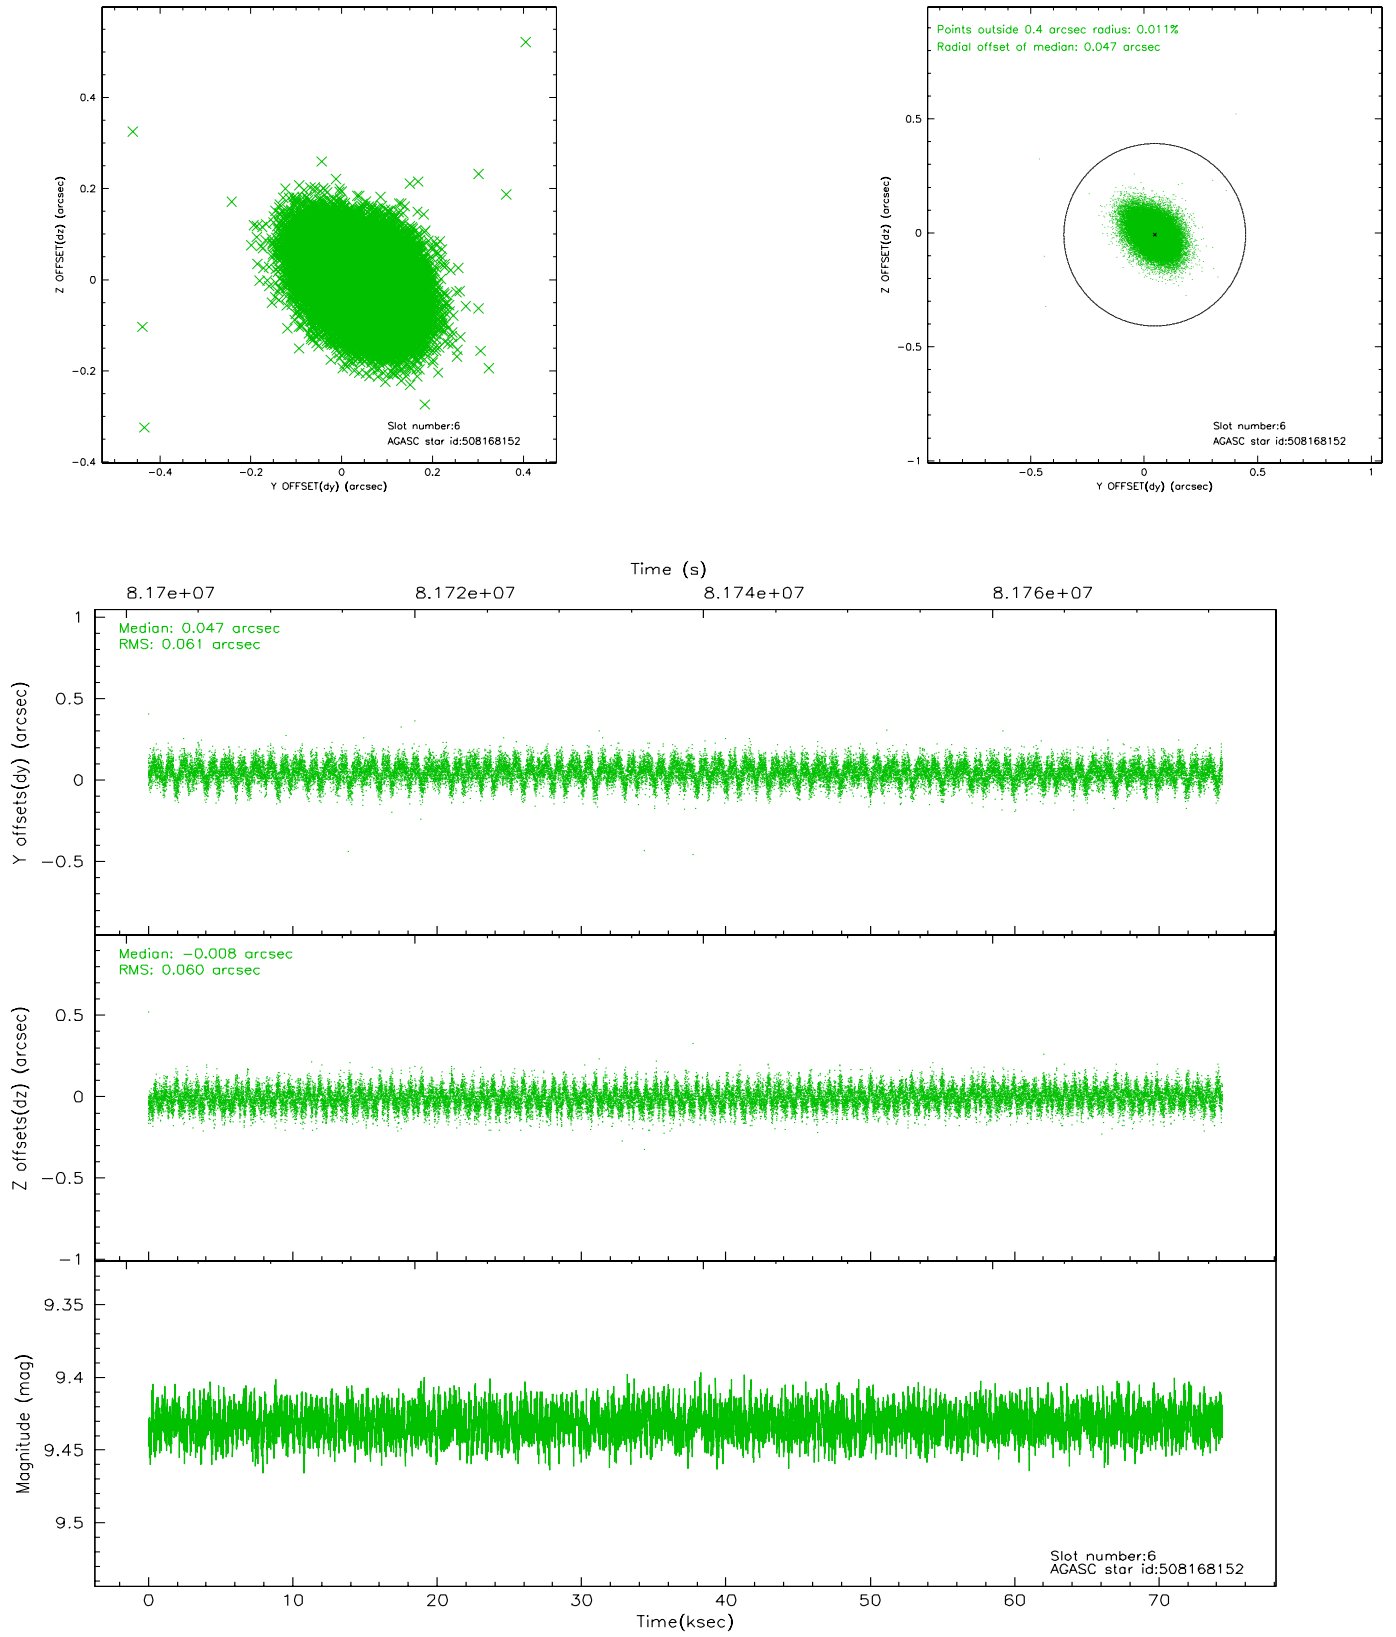 0.4
0.2
0
−0.2
−0.4
Z OFFSET(dz) (arcsec)
Slot number:6
AGASC star id:508168152
−0.4
−0.2
0
0.2
0.4
Y OFFSET(dy) (arcsec)
Points outside 0.4 arcsec radius: 0.011%
Radial offset of median: 0.047 arcsec
0.5
0
−0.5
−1
Z OFFSET(dz) (arcsec)
Slot number:6
AGASC star id:508168152
−0.5
0
0.5
1
Y OFFSET(dy) (arcsec)
Time (s)
8.17e+07
8.172e+07
8.174e+07
8.176e+07
Median: 0.047 arcsec
RMS: 0.061 arcsec
1
0.5
0
−0.5
Y offsets(dy) (arcsec)
Median: −0.008 arcsec
RMS: 0.060 arcsec
0.5
0
−0.5
−1
Z offsets(dz) (arcsec)
9.35
9.4
9.45
9.5
Magnitude (mag)
Slot number:6
AGASC star id:508168152
0
10
20
30
40
50
60
70
Time(ksec)